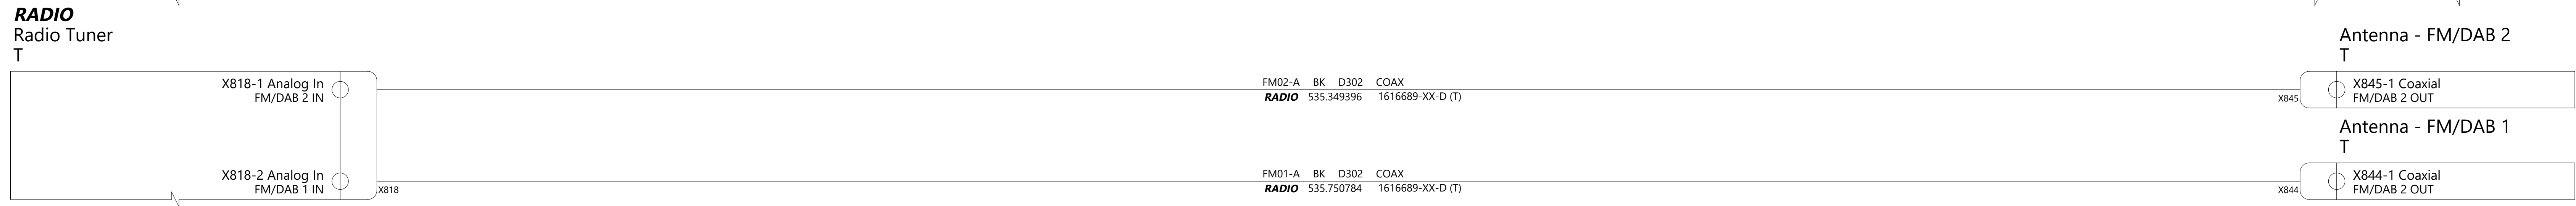 RADIO
Radio Tuner
T
X818-1 Analog In
FM/DAB 2 IN
X818-2 Analog In
FM/DAB 1 IN
X818
FM02-A BK D302 COAX
RADIO 535.349396 1616689-XX-D (T)
FM01-A BK D302 COAX
RADIO 535.750784 1616689-XX-D (T)
Antenna - FM/DAB 2
T
X845
X845-1 Coaxial
FM/DAB 2 OUT
Antenna - FM/DAB 1
T
X844
X844-1 Coaxial
FM/DAB 2 OUT